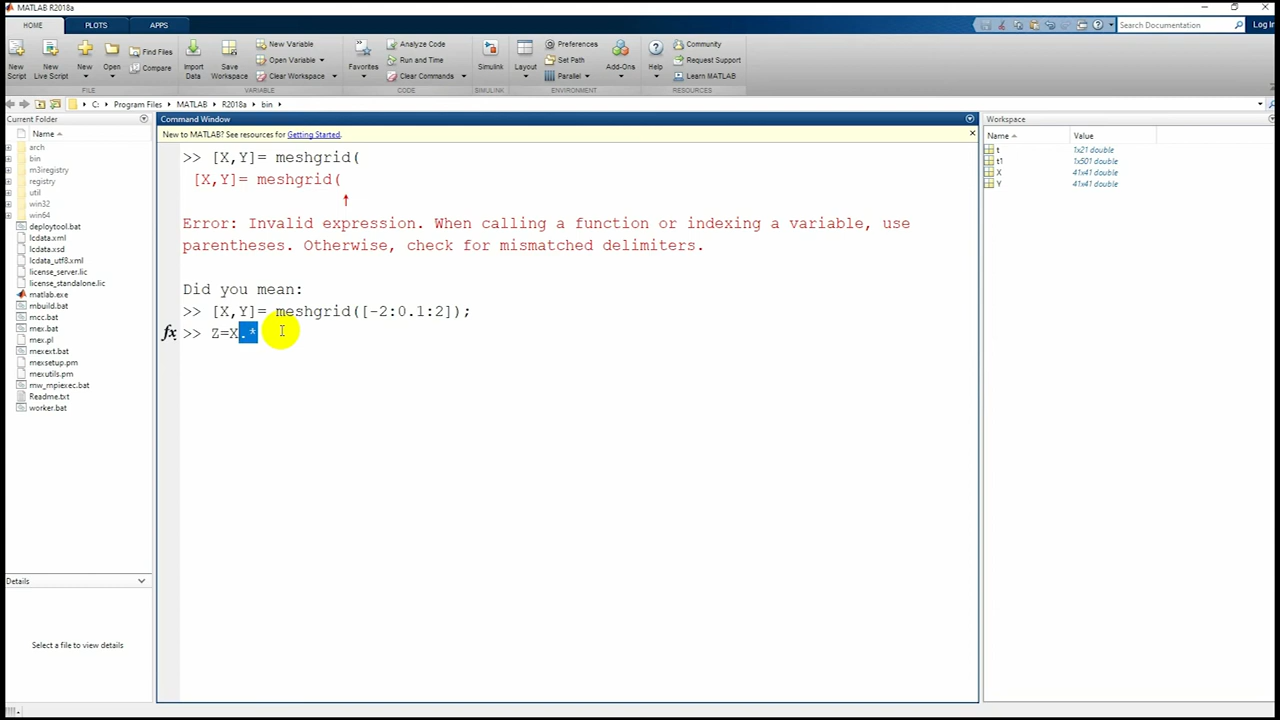 MATLAB R2018a
HOME PLOTS APPS
Search Documentation Log In
New Script
New Live Script
New
Open
Find Files
Compare
Import Data
Save Workspace
New Variable
Open Variable
Clear Workspace
Favorites
Analyze Code
Run and Time
Clear Commands
Simulink
Layout
Preferences
Set Path
Parallel
Add-Ons
Help
Community
Request Support
Learn MATLAB
FILE VARIABLE CODE SIMULINK ENVIRONMENT RESOURCES
C: Program Files MATLAB R2018a bin
Current Folder
Name
arch
bin
m3iregistry
registry
util
win32
win64
deploytool.bat
lcdata.xml
lcdata.xsd
lcdata_utf8.xml
license_server.lic
license_standalone.lic
matlab.exe
mbuild.bat
mcc.bat
mex.bat
mex.pl
mexext.bat
mexsetup.pm
mexutils.pm
mw_mpiexec.bat
Readme.txt
worker.bat
Details
Select a file to view details
Command Window
New to MATLAB? See resources for Getting Started.
>> [X,Y]= meshgrid(
[X,Y]= meshgrid(
↑
Error: Invalid expression. When calling a function or indexing a variable, use
parentheses. Otherwise, check for mismatched delimiters.
Did you mean:
>> [X,Y]= meshgrid([-2:0.1:2]);
fx >> Z=X.*
Workspace
Name Value
t 1x21 double
t1 1x501 double
X 41x41 double
Y 41x41 double